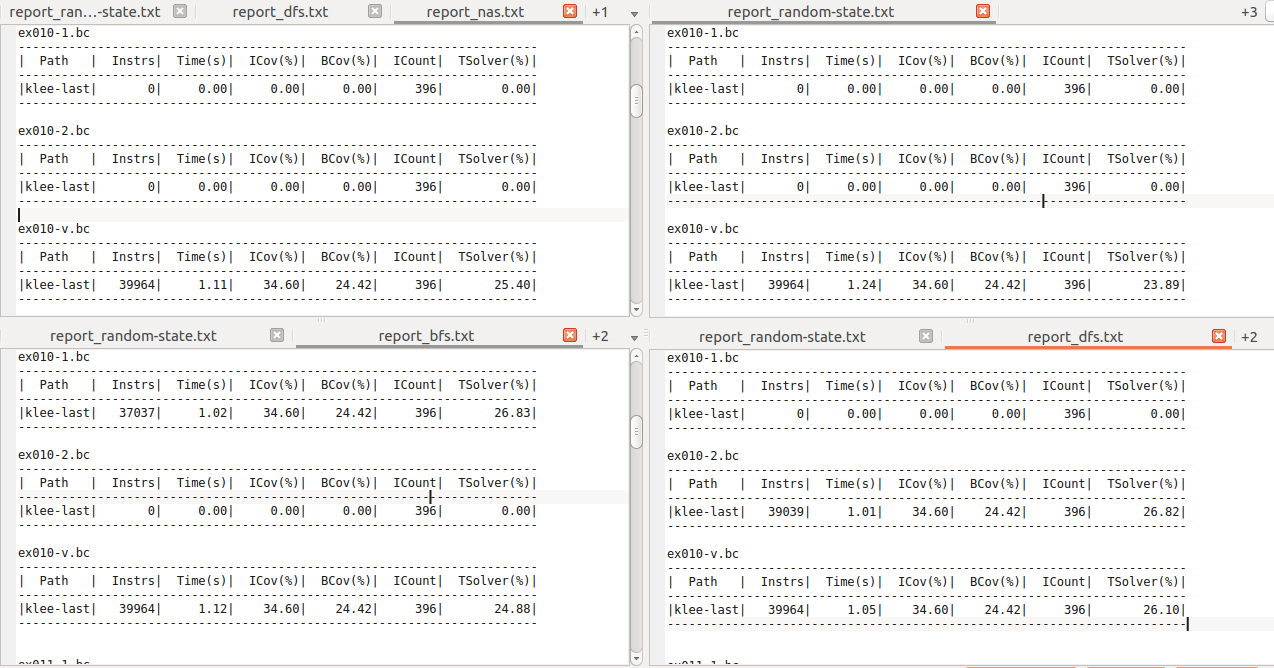 report_ran...-state.txt report_dfs.txt report_nas.txt +1
ex010-1.bc
--------------------------------------------------------------------
| Path | Instrs| Time(s)| ICov(%)| BCov(%)| ICount| TSolver(%)|
--------------------------------------------------------------------
|klee-last| 0| 0.00| 0.00| 0.00| 396| 0.00|
--------------------------------------------------------------------
ex010-2.bc
--------------------------------------------------------------------
| Path | Instrs| Time(s)| ICov(%)| BCov(%)| ICount| TSolver(%)|
--------------------------------------------------------------------
|klee-last| 0| 0.00| 0.00| 0.00| 396| 0.00|
--------------------------------------------------------------------
ex010-v.bc
--------------------------------------------------------------------
| Path | Instrs| Time(s)| ICov(%)| BCov(%)| ICount| TSolver(%)|
--------------------------------------------------------------------
|klee-last| 39964| 1.11| 34.60| 24.42| 396| 25.40|
--------------------------------------------------------------------
report_random-state.txt +3
ex010-1.bc
--------------------------------------------------------------------
| Path | Instrs| Time(s)| ICov(%)| BCov(%)| ICount| TSolver(%)|
--------------------------------------------------------------------
|klee-last| 0| 0.00| 0.00| 0.00| 396| 0.00|
--------------------------------------------------------------------
ex010-2.bc
--------------------------------------------------------------------
| Path | Instrs| Time(s)| ICov(%)| BCov(%)| ICount| TSolver(%)|
--------------------------------------------------------------------
|klee-last| 0| 0.00| 0.00| 0.00| 396| 0.00|
--------------------------------------------------------------------
ex010-v.bc
--------------------------------------------------------------------
| Path | Instrs| Time(s)| ICov(%)| BCov(%)| ICount| TSolver(%)|
--------------------------------------------------------------------
|klee-last| 39964| 1.24| 34.60| 24.42| 396| 23.89|
--------------------------------------------------------------------
report_random-state.txt report_bfs.txt +2
ex010-1.bc
--------------------------------------------------------------------
| Path | Instrs| Time(s)| ICov(%)| BCov(%)| ICount| TSolver(%)|
--------------------------------------------------------------------
|klee-last| 37037| 1.02| 34.60| 24.42| 396| 26.83|
--------------------------------------------------------------------
ex010-2.bc
--------------------------------------------------------------------
| Path | Instrs| Time(s)| ICov(%)| BCov(%)| ICount| TSolver(%)|
--------------------------------------------------------------------
|klee-last| 0| 0.00| 0.00| 0.00| 396| 0.00|
--------------------------------------------------------------------
ex010-v.bc
--------------------------------------------------------------------
| Path | Instrs| Time(s)| ICov(%)| BCov(%)| ICount| TSolver(%)|
--------------------------------------------------------------------
|klee-last| 39964| 1.12| 34.60| 24.42| 396| 24.88|
--------------------------------------------------------------------
ex011-1.bc
report_random-state.txt report_dfs.txt +2
ex010-1.bc
--------------------------------------------------------------------
| Path | Instrs| Time(s)| ICov(%)| BCov(%)| ICount| TSolver(%)|
--------------------------------------------------------------------
|klee-last| 0| 0.00| 0.00| 0.00| 396| 0.00|
--------------------------------------------------------------------
ex010-2.bc
--------------------------------------------------------------------
| Path | Instrs| Time(s)| ICov(%)| BCov(%)| ICount| TSolver(%)|
--------------------------------------------------------------------
|klee-last| 39039| 1.01| 34.60| 24.42| 396| 26.82|
--------------------------------------------------------------------
ex010-v.bc
--------------------------------------------------------------------
| Path | Instrs| Time(s)| ICov(%)| BCov(%)| ICount| TSolver(%)|
--------------------------------------------------------------------
|klee-last| 39964| 1.05| 34.60| 24.42| 396| 26.10|
--------------------------------------------------------------------
ex011-1.bc